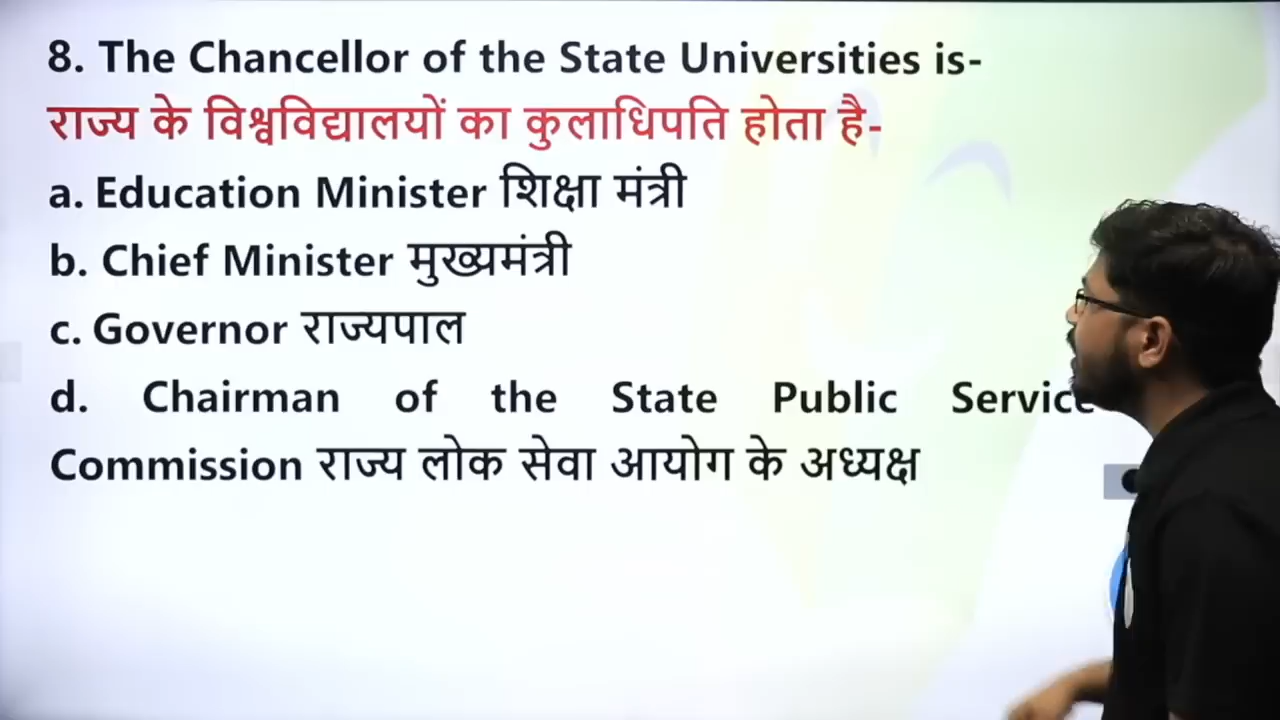 8. The Chancellor of the State Universities is-
राज्य के विश्वविद्यालयों का कुलाधिपति होता है-
a. Education Minister शिक्षा मंत्री
b. Chief Minister मुख्यमंत्री
c. Governor राज्यपाल
d. Chairman of the State Public Service
Commission राज्य लोक सेवा आयोग के अध्यक्ष